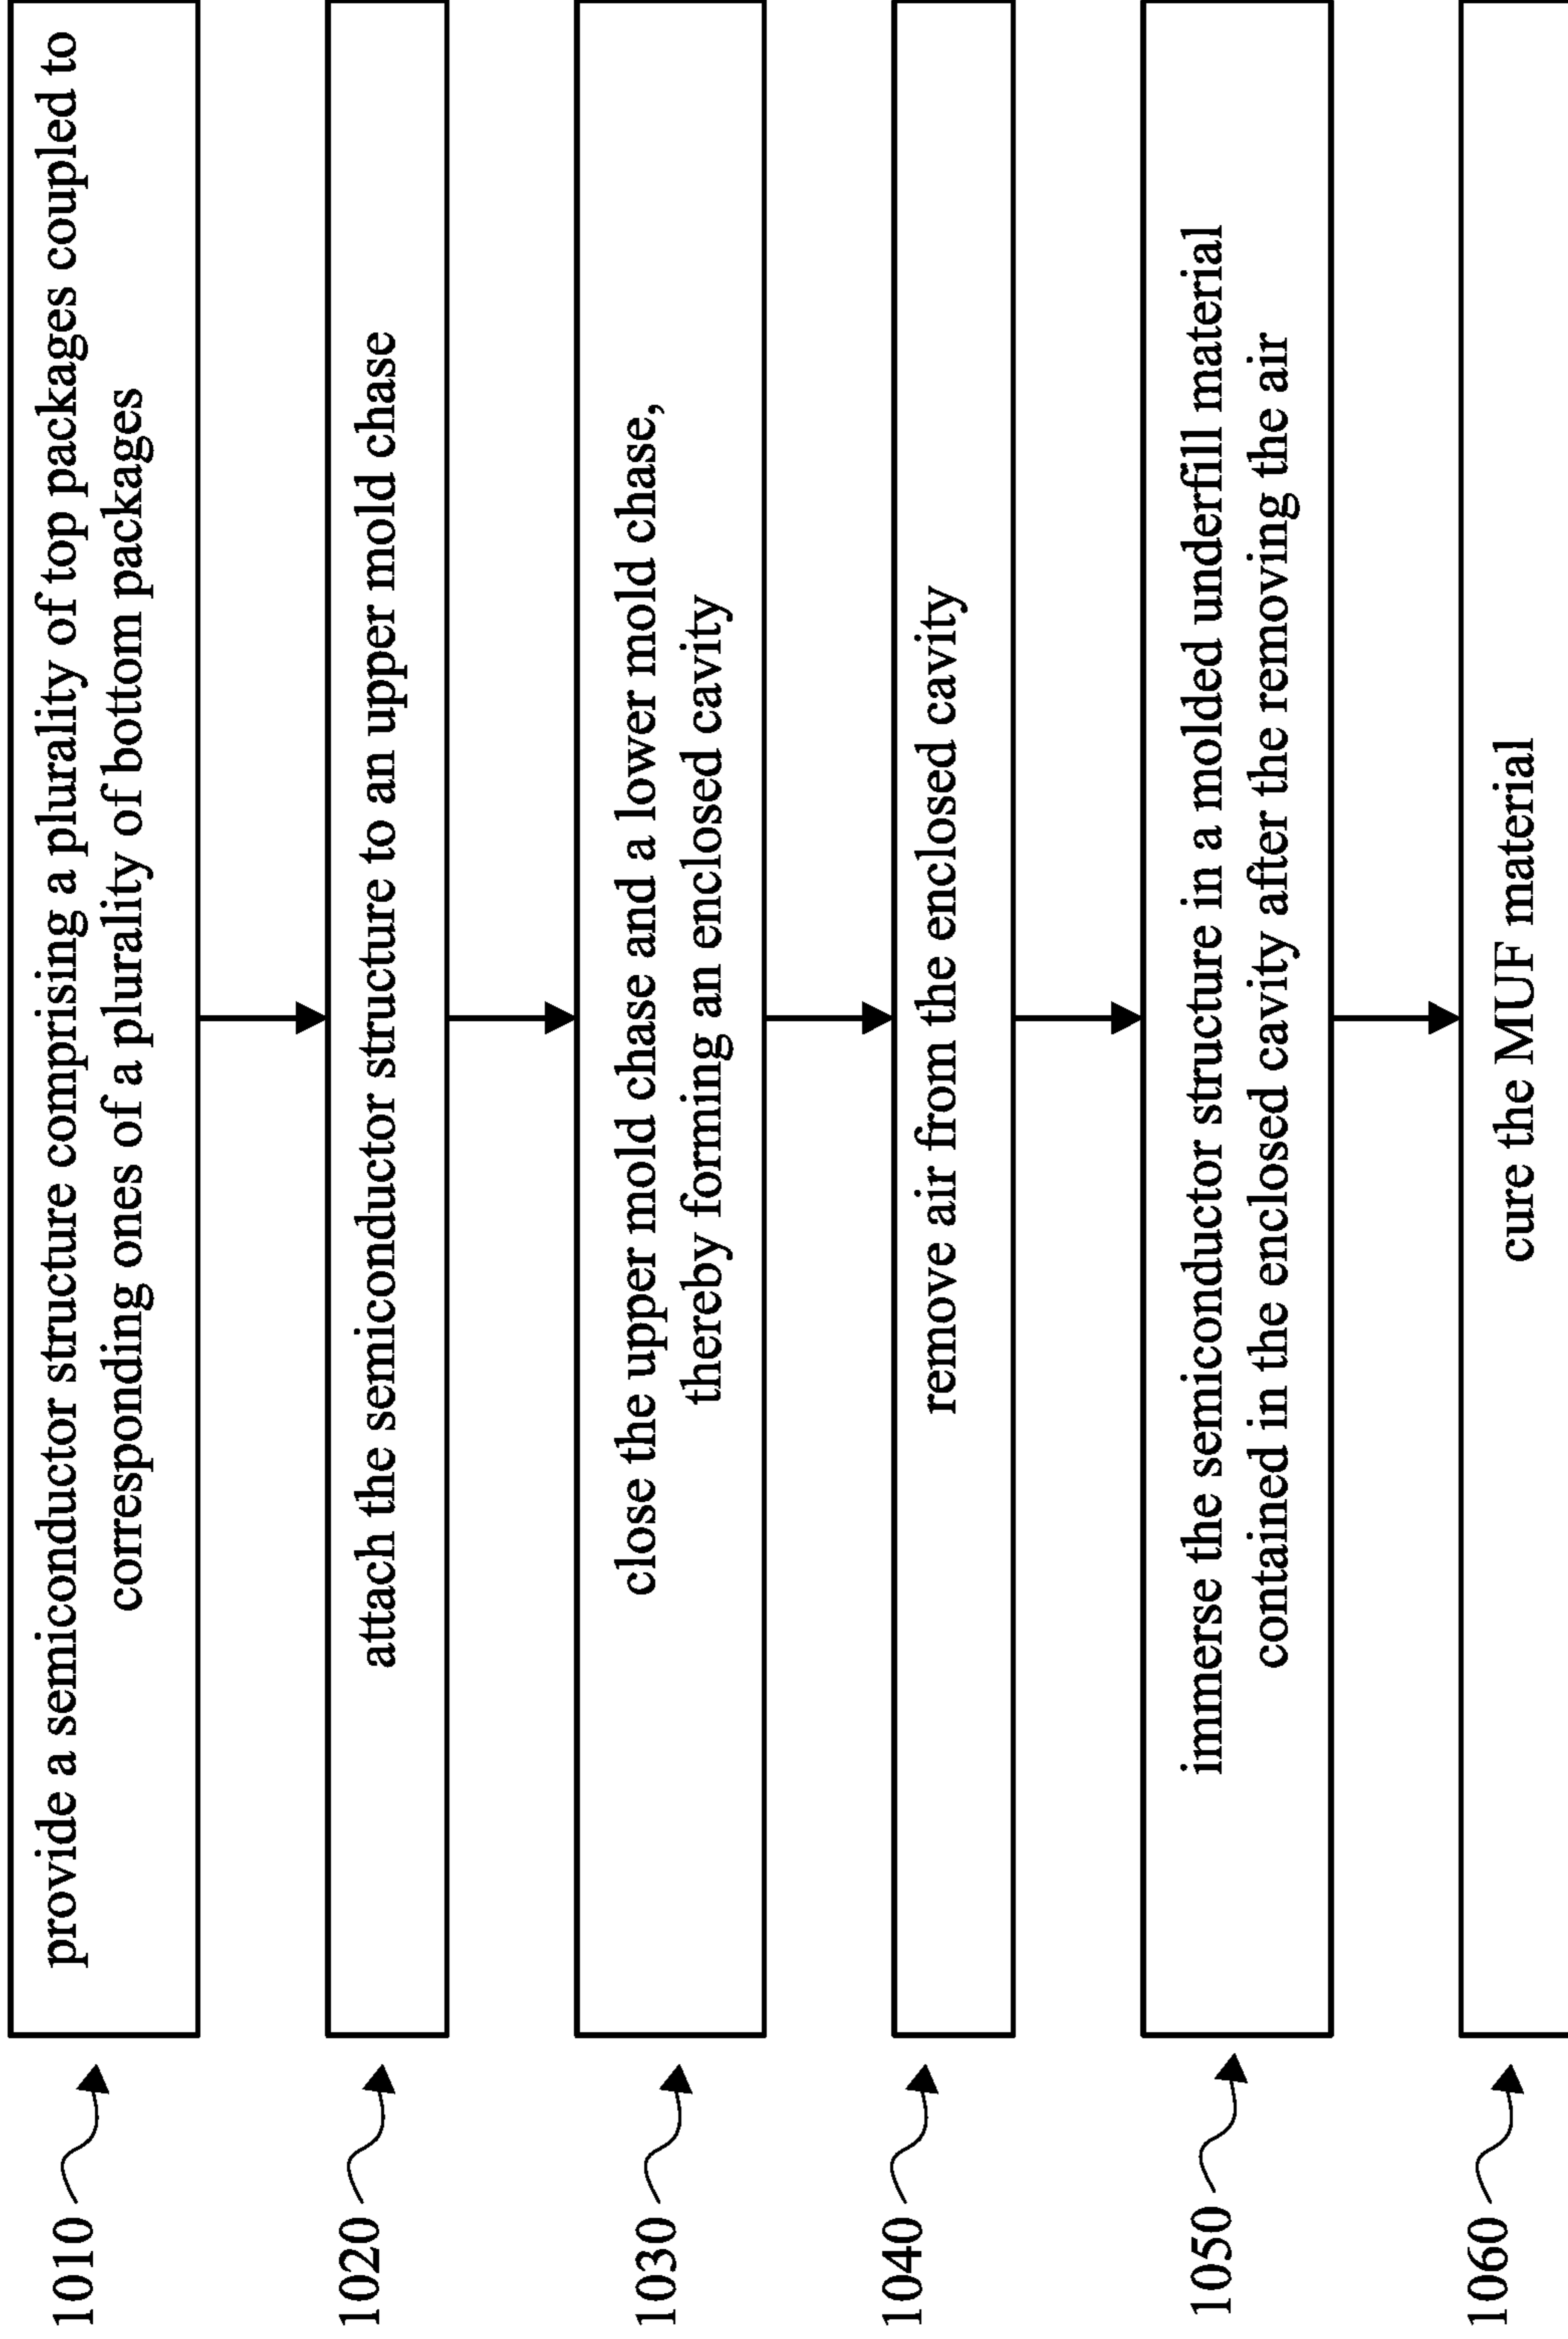 1010
provide a semiconductor structure comprising a plurality of top packages coupled to
corresponding ones of a plurality of bottom packages
1020
attach the semiconductor structure to an upper mold chase
1030
close the upper mold chase and a lower mold chase,
thereby forming an enclosed cavity
1040
remove air from the enclosed cavity
1050
immerse the semiconductor structure in a molded underfill material
contained in the enclosed cavity after the removing the air
1060
cure the MUF material